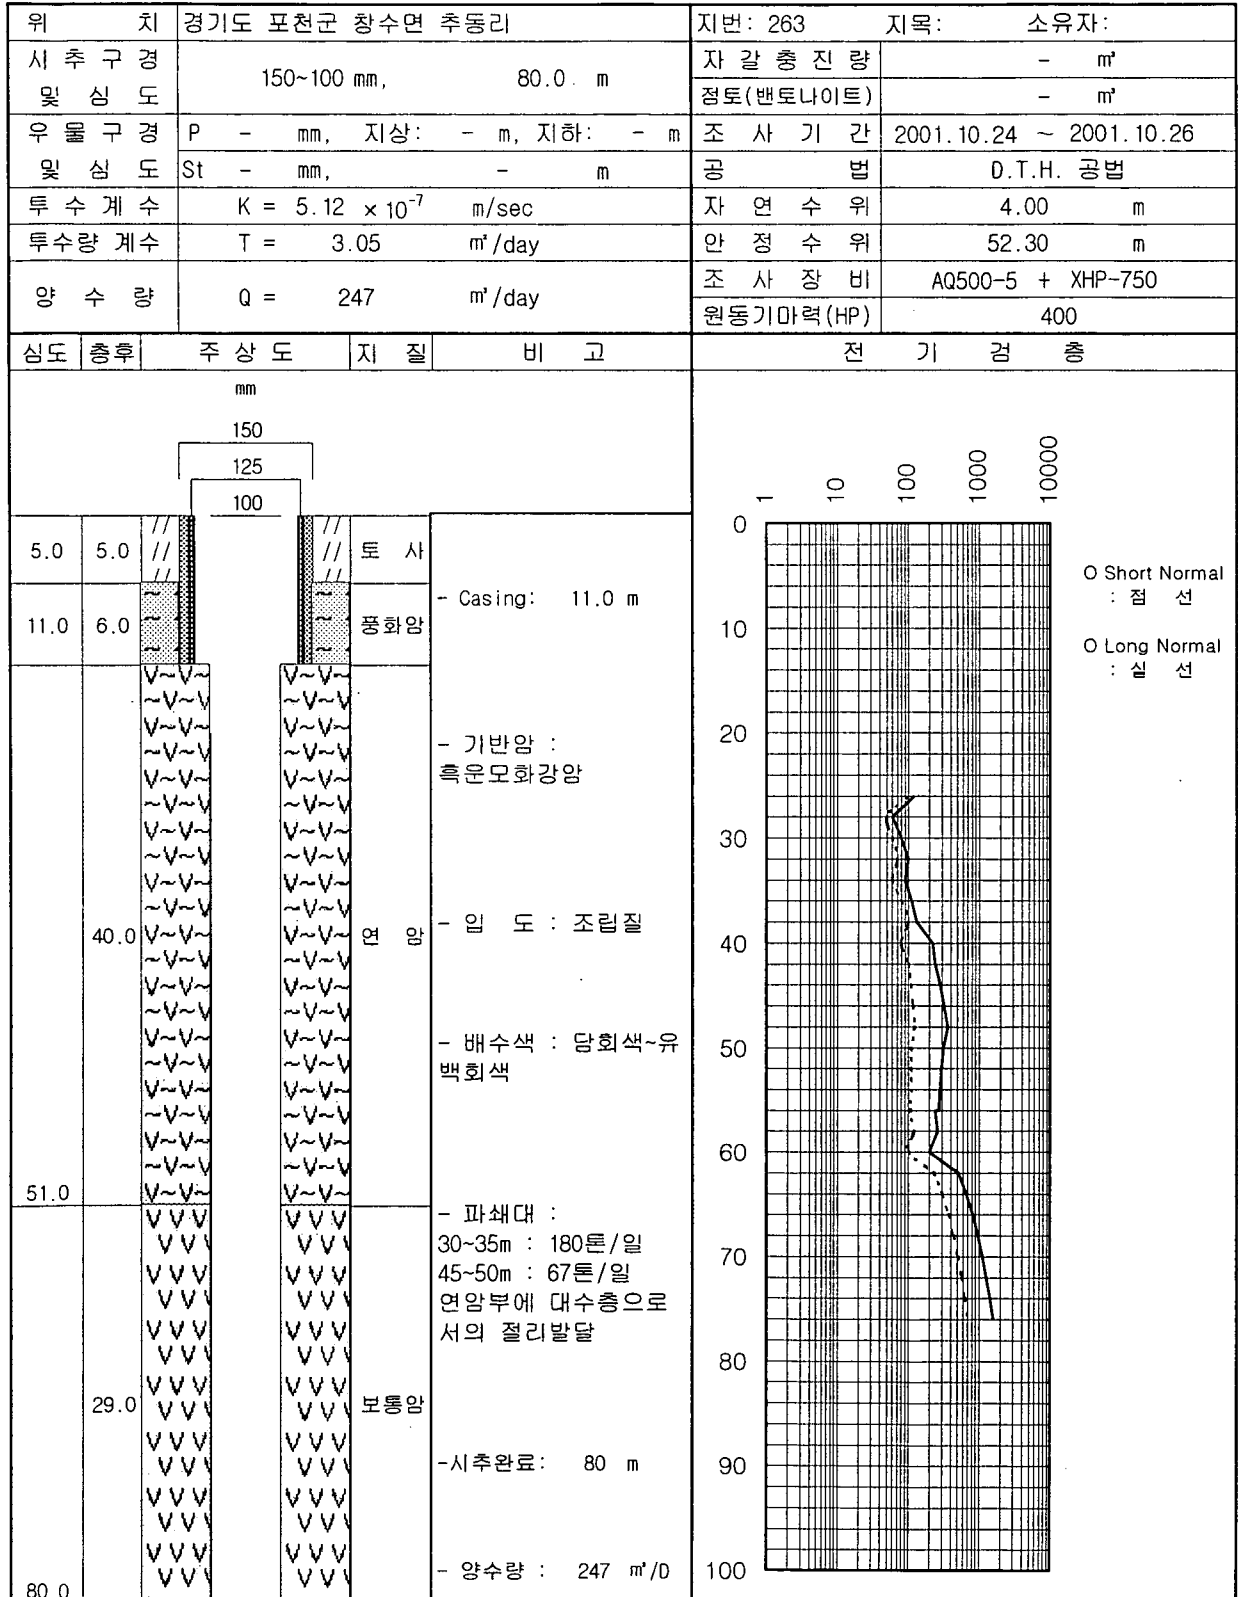 위 치 경기도 포천군 창수면 추동리 지번: 263 지목: 소유자:
시 추 구 경 및 심 도 150~100 mm, 80.0 m
자 갈 충 진 량 - ㎥
점토(밴토나이트) - ㎥
우 물 구 경 및 심 도 P - mm, 지상: - m, 지하: - m
St - mm, - m
조 사 기 간 2001.10.24 ~ 2001.10.26
공 법 D.T.H. 공법
투 수 계 수 K = 5.12 × 10⁻⁷ m/sec
자 연 수 위 4.00 m
투수량 계수 T = 3.05 ㎡/day
안 정 수 위 52.30 m
양 수 량 Q = 247 ㎥/day
조 사 장 비 AQ500-5 + XHP-750
원동기마력(HP) 400
심도 층후 주 상 도 지 질 비 고 전 기 검 층
mm
150
125
100
5.0 5.0 토 사
11.0 6.0 풍화암
- Casing: 11.0 m
- 기반암 :
흑운모화강암
40.0 연 암
- 입 도 : 조립질
- 배수색 : 담회색~유
백회색
51.0
- 파쇄대 :
30~35m : 180톤/일
45~50m : 67톤/일
연암부에 대수층으로
서의 절리발달
29.0 보통암
-시추완료: 80 m
- 양수량 : 247 ㎥/D
80.0
1 10 100 1000 10000
0
10
20
30
40
50
60
70
80
90
100
O Short Normal
: 점 선
O Long Normal
: 실 선